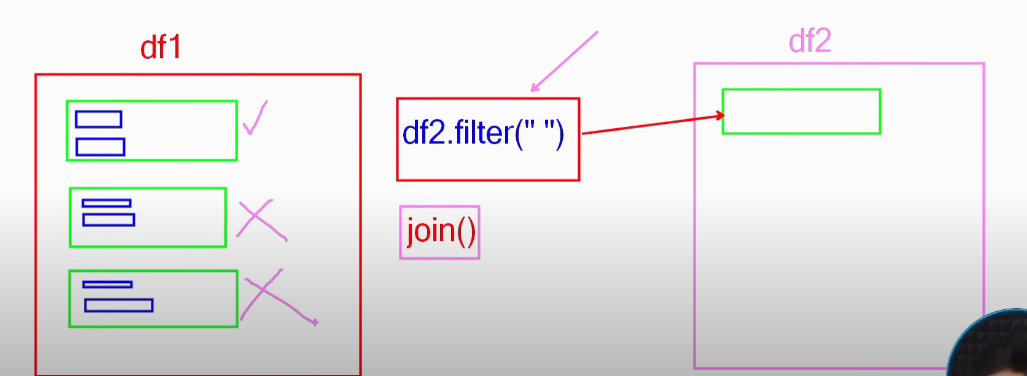 df1
df2
df2.filter(" ")
join()